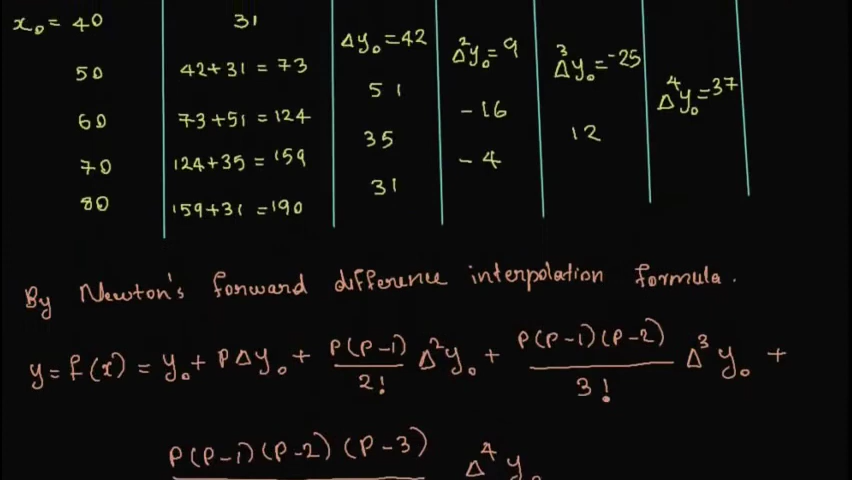 x₀ = 40 31
Δy₀ = 42 Δ²y₀ = 9
50 42+31 = 73 Δ³y₀ = -25
51 Δ⁴y₀ = 37
60 73+51 = 124 -16
35 12
70 124+35 = 159 -4
31
80 159+31 = 190
By Newton's forward difference interpolation formula.
y = f(x) = y₀ + PΔy₀ + P(P-1)/2! Δ²y₀ + P(P-1)(P-2)/3! Δ³y₀ +
P(P-1)(P-2)(P-3) Δ⁴y₀